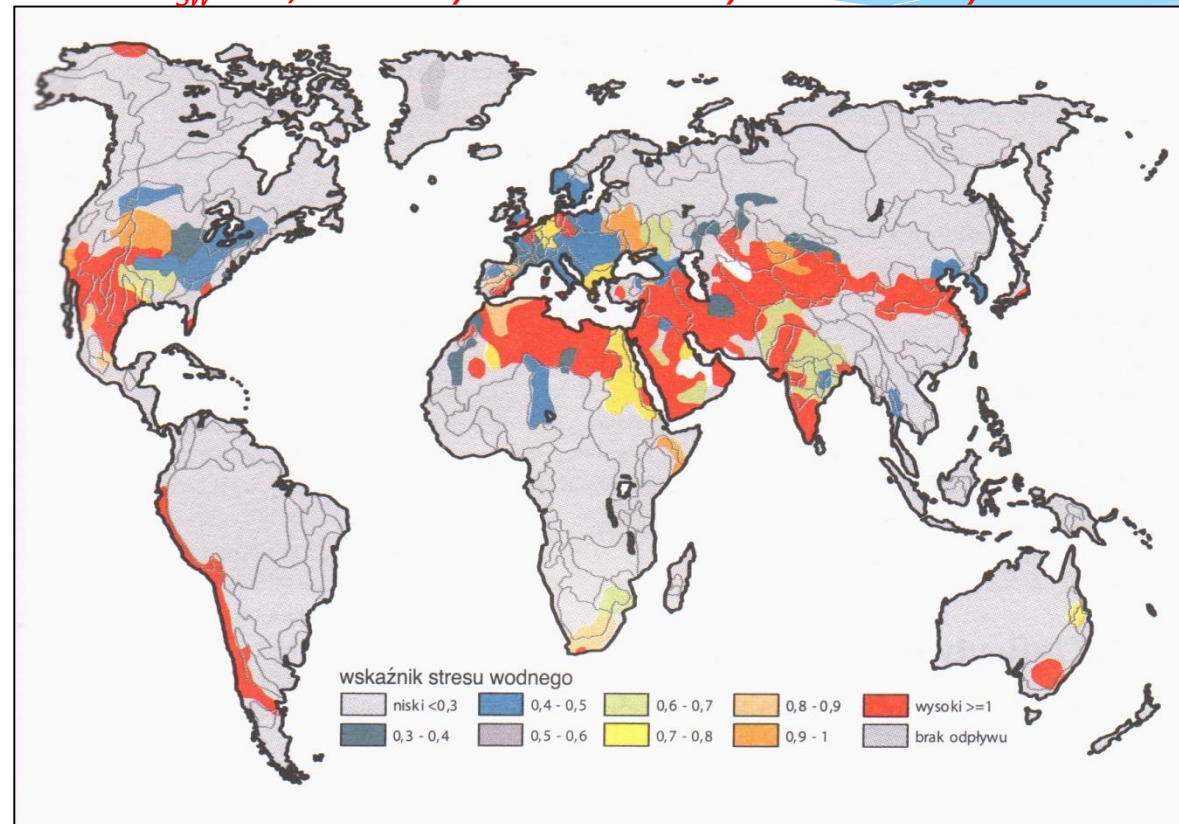 SW
wskaźnik stresu wodnego
niski <0,3
0,4 - 0,5
0,6 - 0,7
0,8 - 0,9
wysoki >=1
0,3 - 0,4
0,5 - 0,6
0,7 - 0,8
0,9 - 1
brak odpływu